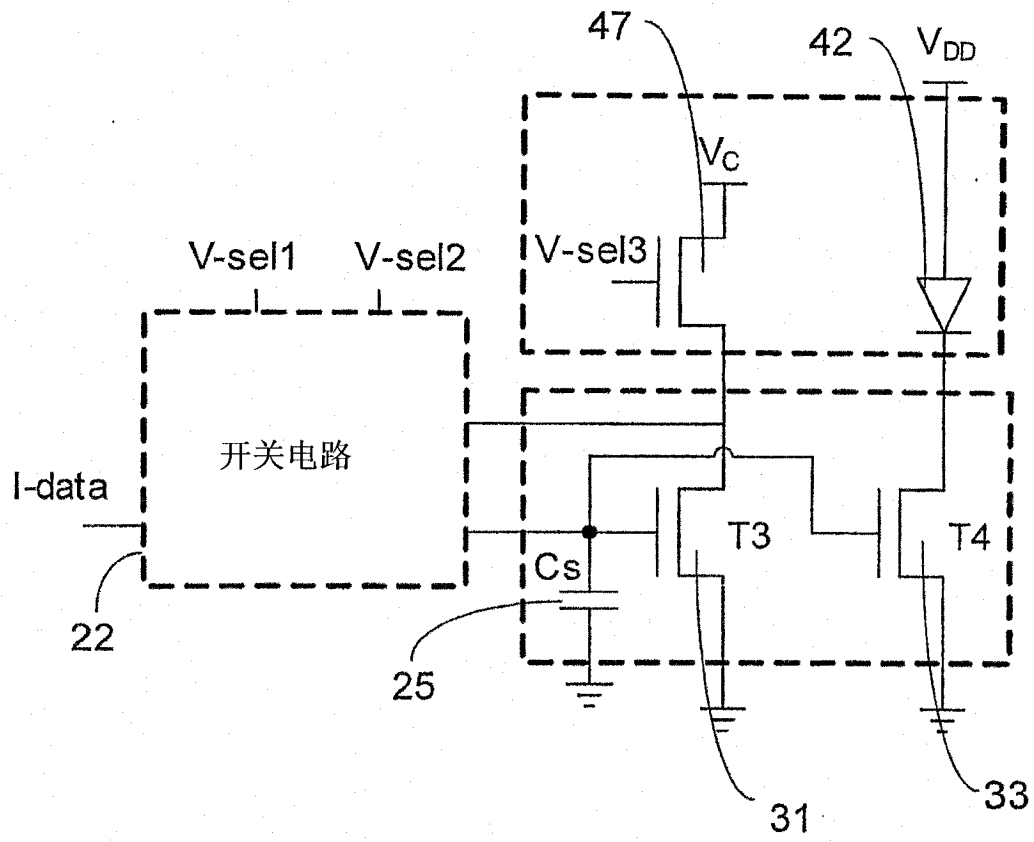 47
42
VDD
VC
V-sel1
V-sel2
V-sel3
开关电路
I-data
T3
T4
Cs
22
25
31
33